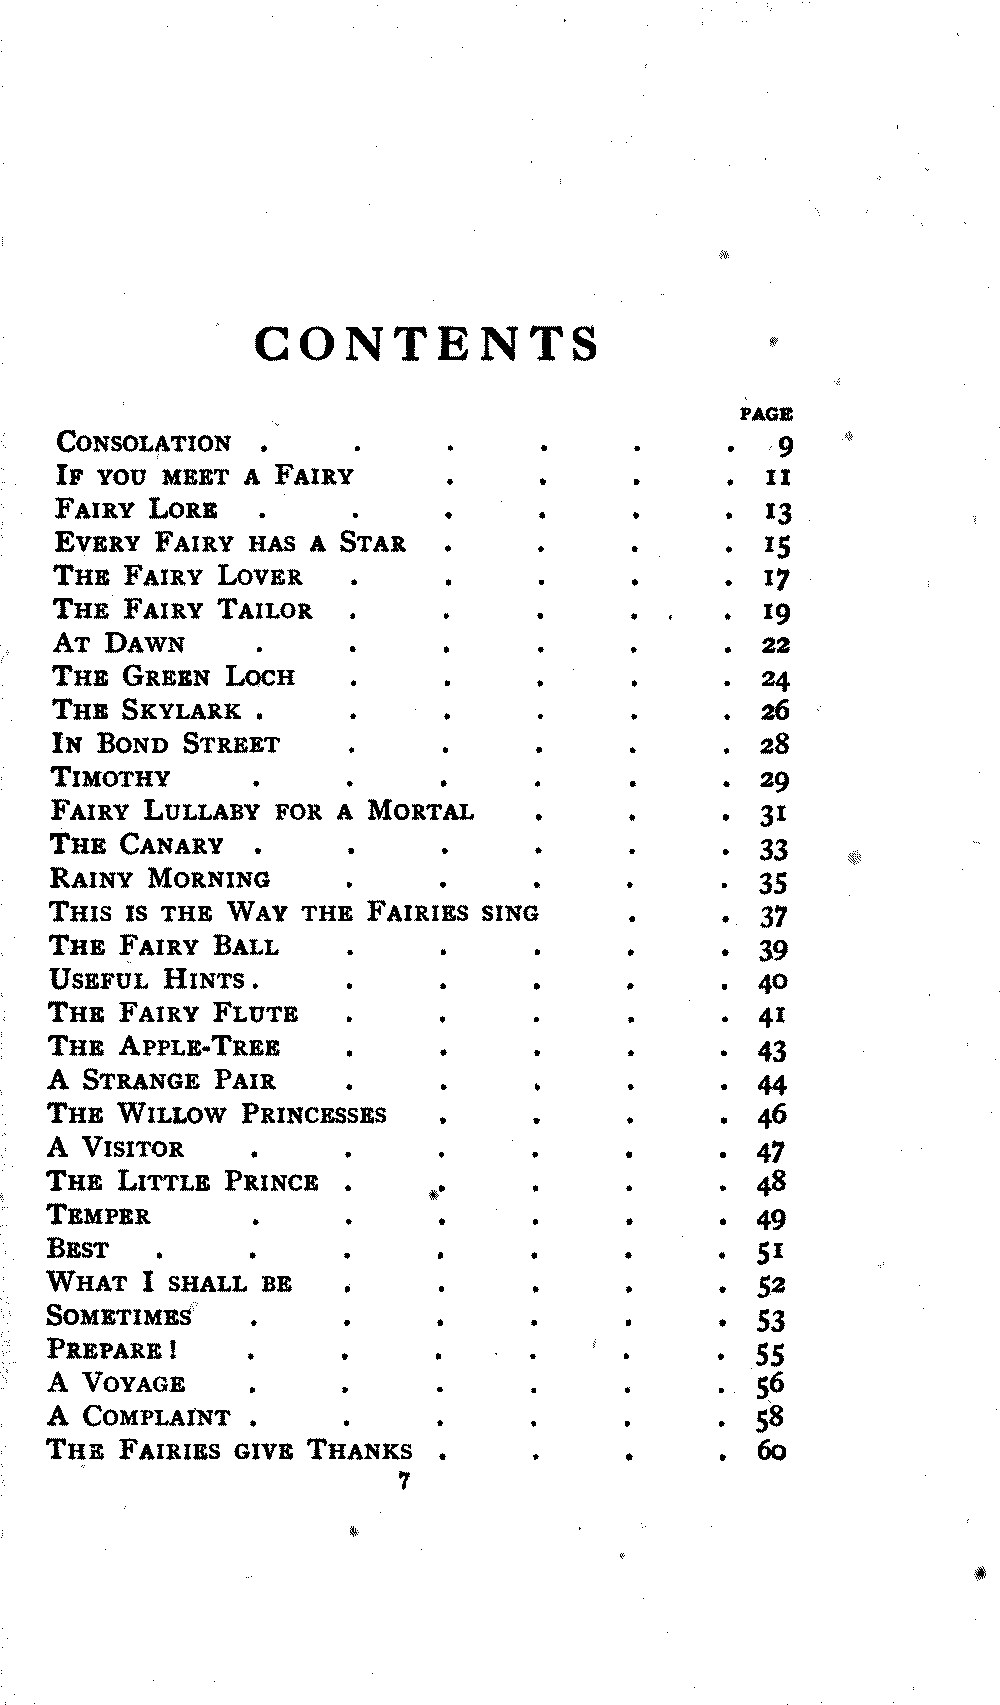 CONTENTS
PAGE
CONSOLATION . . . . . . 9
IF YOU MEET A FAIRY . . . . 11
FAIRY LORE . . . . . . 13
EVERY FAIRY HAS A STAR . . . . 15
THE FAIRY LOVER . . . . . 17
THE FAIRY TAILOR . . . . . 19
AT DAWN . . . . . . 22
THE GREEN LOCH . . . . . 24
THE SKYLARK . . . . . . 26
IN BOND STREET . . . . . 28
TIMOTHY . . . . . . 29
FAIRY LULLABY FOR A MORTAL . . . 31
THE CANARY . . . . . . 33
RAINY MORNING . . . . . 35
THIS IS THE WAY THE FAIRIES SING . . 37
THE FAIRY BALL . . . . . 39
USEFUL HINTS . . . . . . 40
THE FAIRY FLUTE . . . . . 41
THE APPLE-TREE . . . . . 43
A STRANGE PAIR . . . . . 44
THE WILLOW PRINCESSES . . . . 46
A VISITOR . . . . . . 47
THE LITTLE PRINCE . . . . . 48
TEMPER . . . . . . 49
BEST . . . . . . . 51
WHAT I SHALL BE . . . . . 52
SOMETIMES . . . . . . 53
PREPARE! . . . . . . 55
A VOYAGE . . . . . . 56
A COMPLAINT . . . . . . 58
THE FAIRIES GIVE THANKS . . . . 60
7